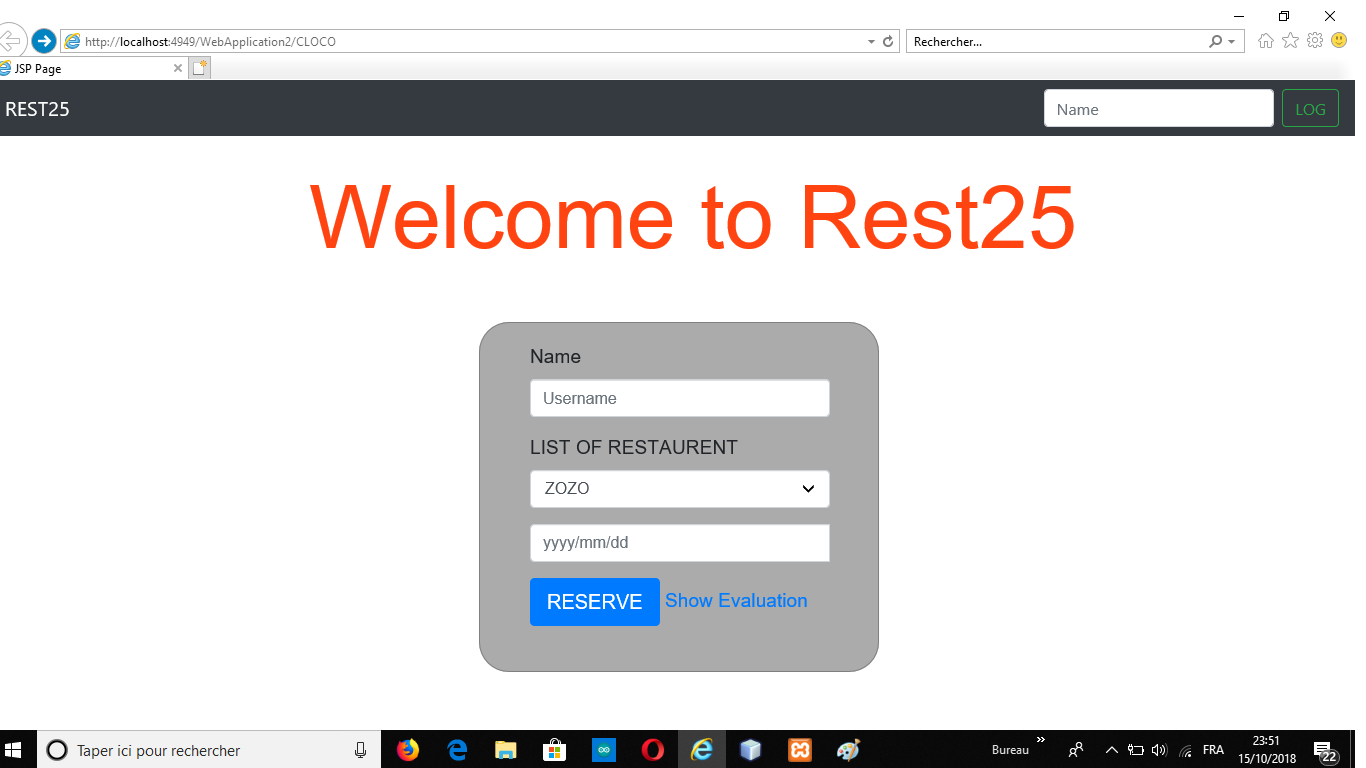 http://localhost:4949/WebApplication2/CLOCO
Rechercher...
JSP Page
REST25
Name
LOG
Welcome to Rest25
Name
Username
LIST OF RESTAURENT
ZOZO
yyyy/mm/dd
RESERVE Show Evaluation
Taper ici pour rechercher
Bureau
FRA
23:51
15/10/2018
22